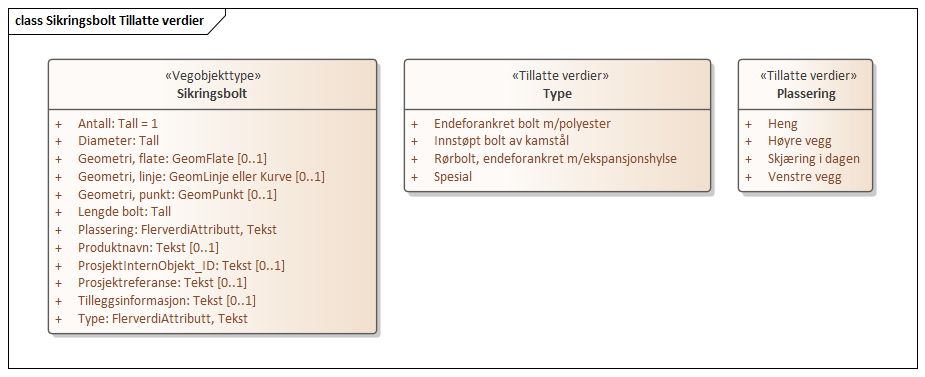 class Sikringsbolt Tillatte verdier
«Vegobjekttype»
Sikringsbolt
+ Antall: Tall = 1
+ Diameter: Tall
+ Geometri, flate: GeomFlate [0..1]
+ Geometri, linje: GeomLinje eller Kurve [0..1]
+ Geometri, punkt: GeomPunkt [0..1]
+ Lengde bolt: Tall
+ Plassering: FlerverdiAttributt, Tekst
+ Produktnavn: Tekst [0..1]
+ ProsjektInternObjekt_ID: Tekst [0..1]
+ Prosjektreferanse: Tekst [0..1]
+ Tilleggsinformasjon: Tekst [0..1]
+ Type: FlerverdiAttributt, Tekst
«Tillatte verdier»
Type
+ Endeforankret bolt m/polyester
+ Innstøpt bolt av kamstål
+ Rørbolt, endeforankret m/ekspansjonshylse
+ Spesial
«Tillatte verdier»
Plassering
+ Heng
+ Høyre vegg
+ Skjæring i dagen
+ Venstre vegg